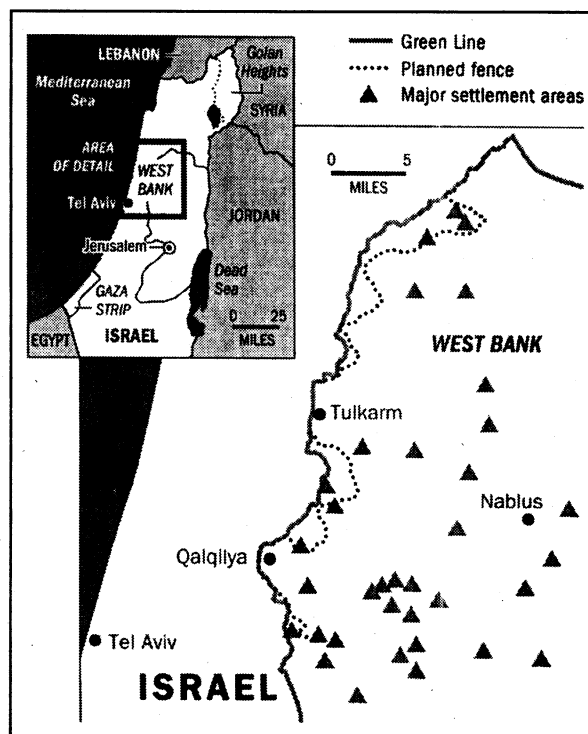 LEBANON
Golan
Heights
Mediterranean
Sea
SYRIA
AREA
OF DETAIL
WEST
BANK
Tel Aviv
JORDAN
Jerusalem
Dead
Sea
GAZA
STRIP
0 25
MILES
EGYPT
ISRAEL
Green Line
Planned fence
Major settlement areas
0 5
MILES
WEST BANK
Tulkarm
Nablus
Qalqilya
Tel Aviv
ISRAEL